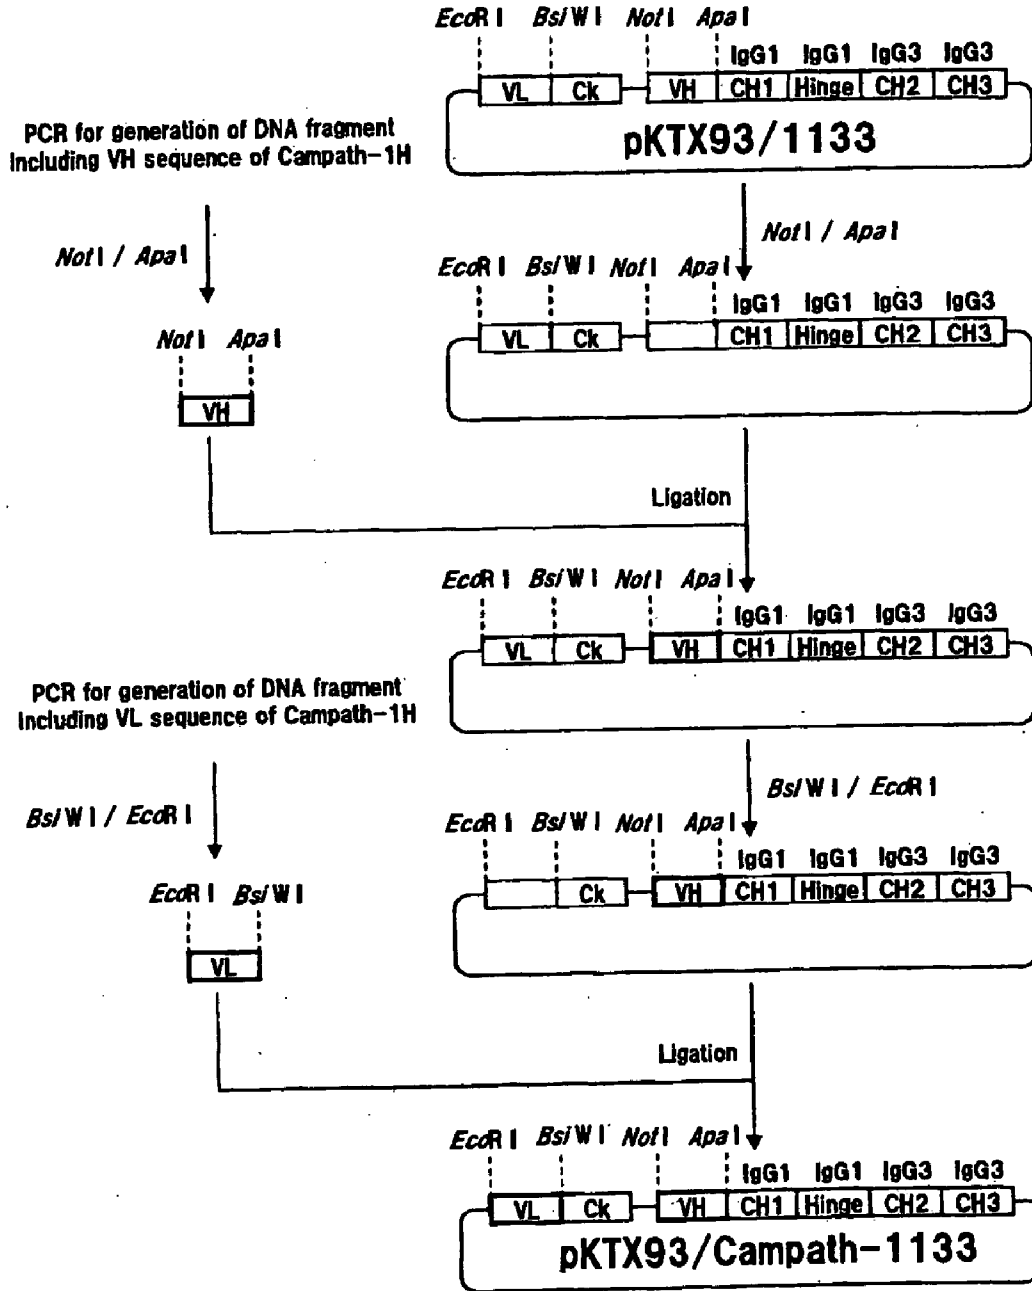 EcoR I BsiW I Not I Apa I
IgG1 IgG1 IgG3 IgG3
VL Ck VH CH1 Hinge CH2 CH3
pKTX93/1133
PCR for generation of DNA fragment
including VH sequence of Campath-1H
Not I / Apa I
Not I / Apa I
EcoR I BsiW I Not I Apa I
IgG1 IgG1 IgG3 IgG3
VL Ck CH1 Hinge CH2 CH3
Not I Apa I
VH
Ligation
EcoR I BsiW I Not I Apa I
IgG1 IgG1 IgG3 IgG3
VL Ck VH CH1 Hinge CH2 CH3
PCR for generation of DNA fragment
including VL sequence of Campath-1H
BsiW I / EcoR I
BsiW I / EcoR I
EcoR I BsiW I Not I Apa I
IgG1 IgG1 IgG3 IgG3
Ck VH CH1 Hinge CH2 CH3
EcoR I BsiW I
VL
Ligation
EcoR I BsiW I Not I Apa I
IgG1 IgG1 IgG3 IgG3
VL Ck VH CH1 Hinge CH2 CH3
pKTX93/Campath-1133